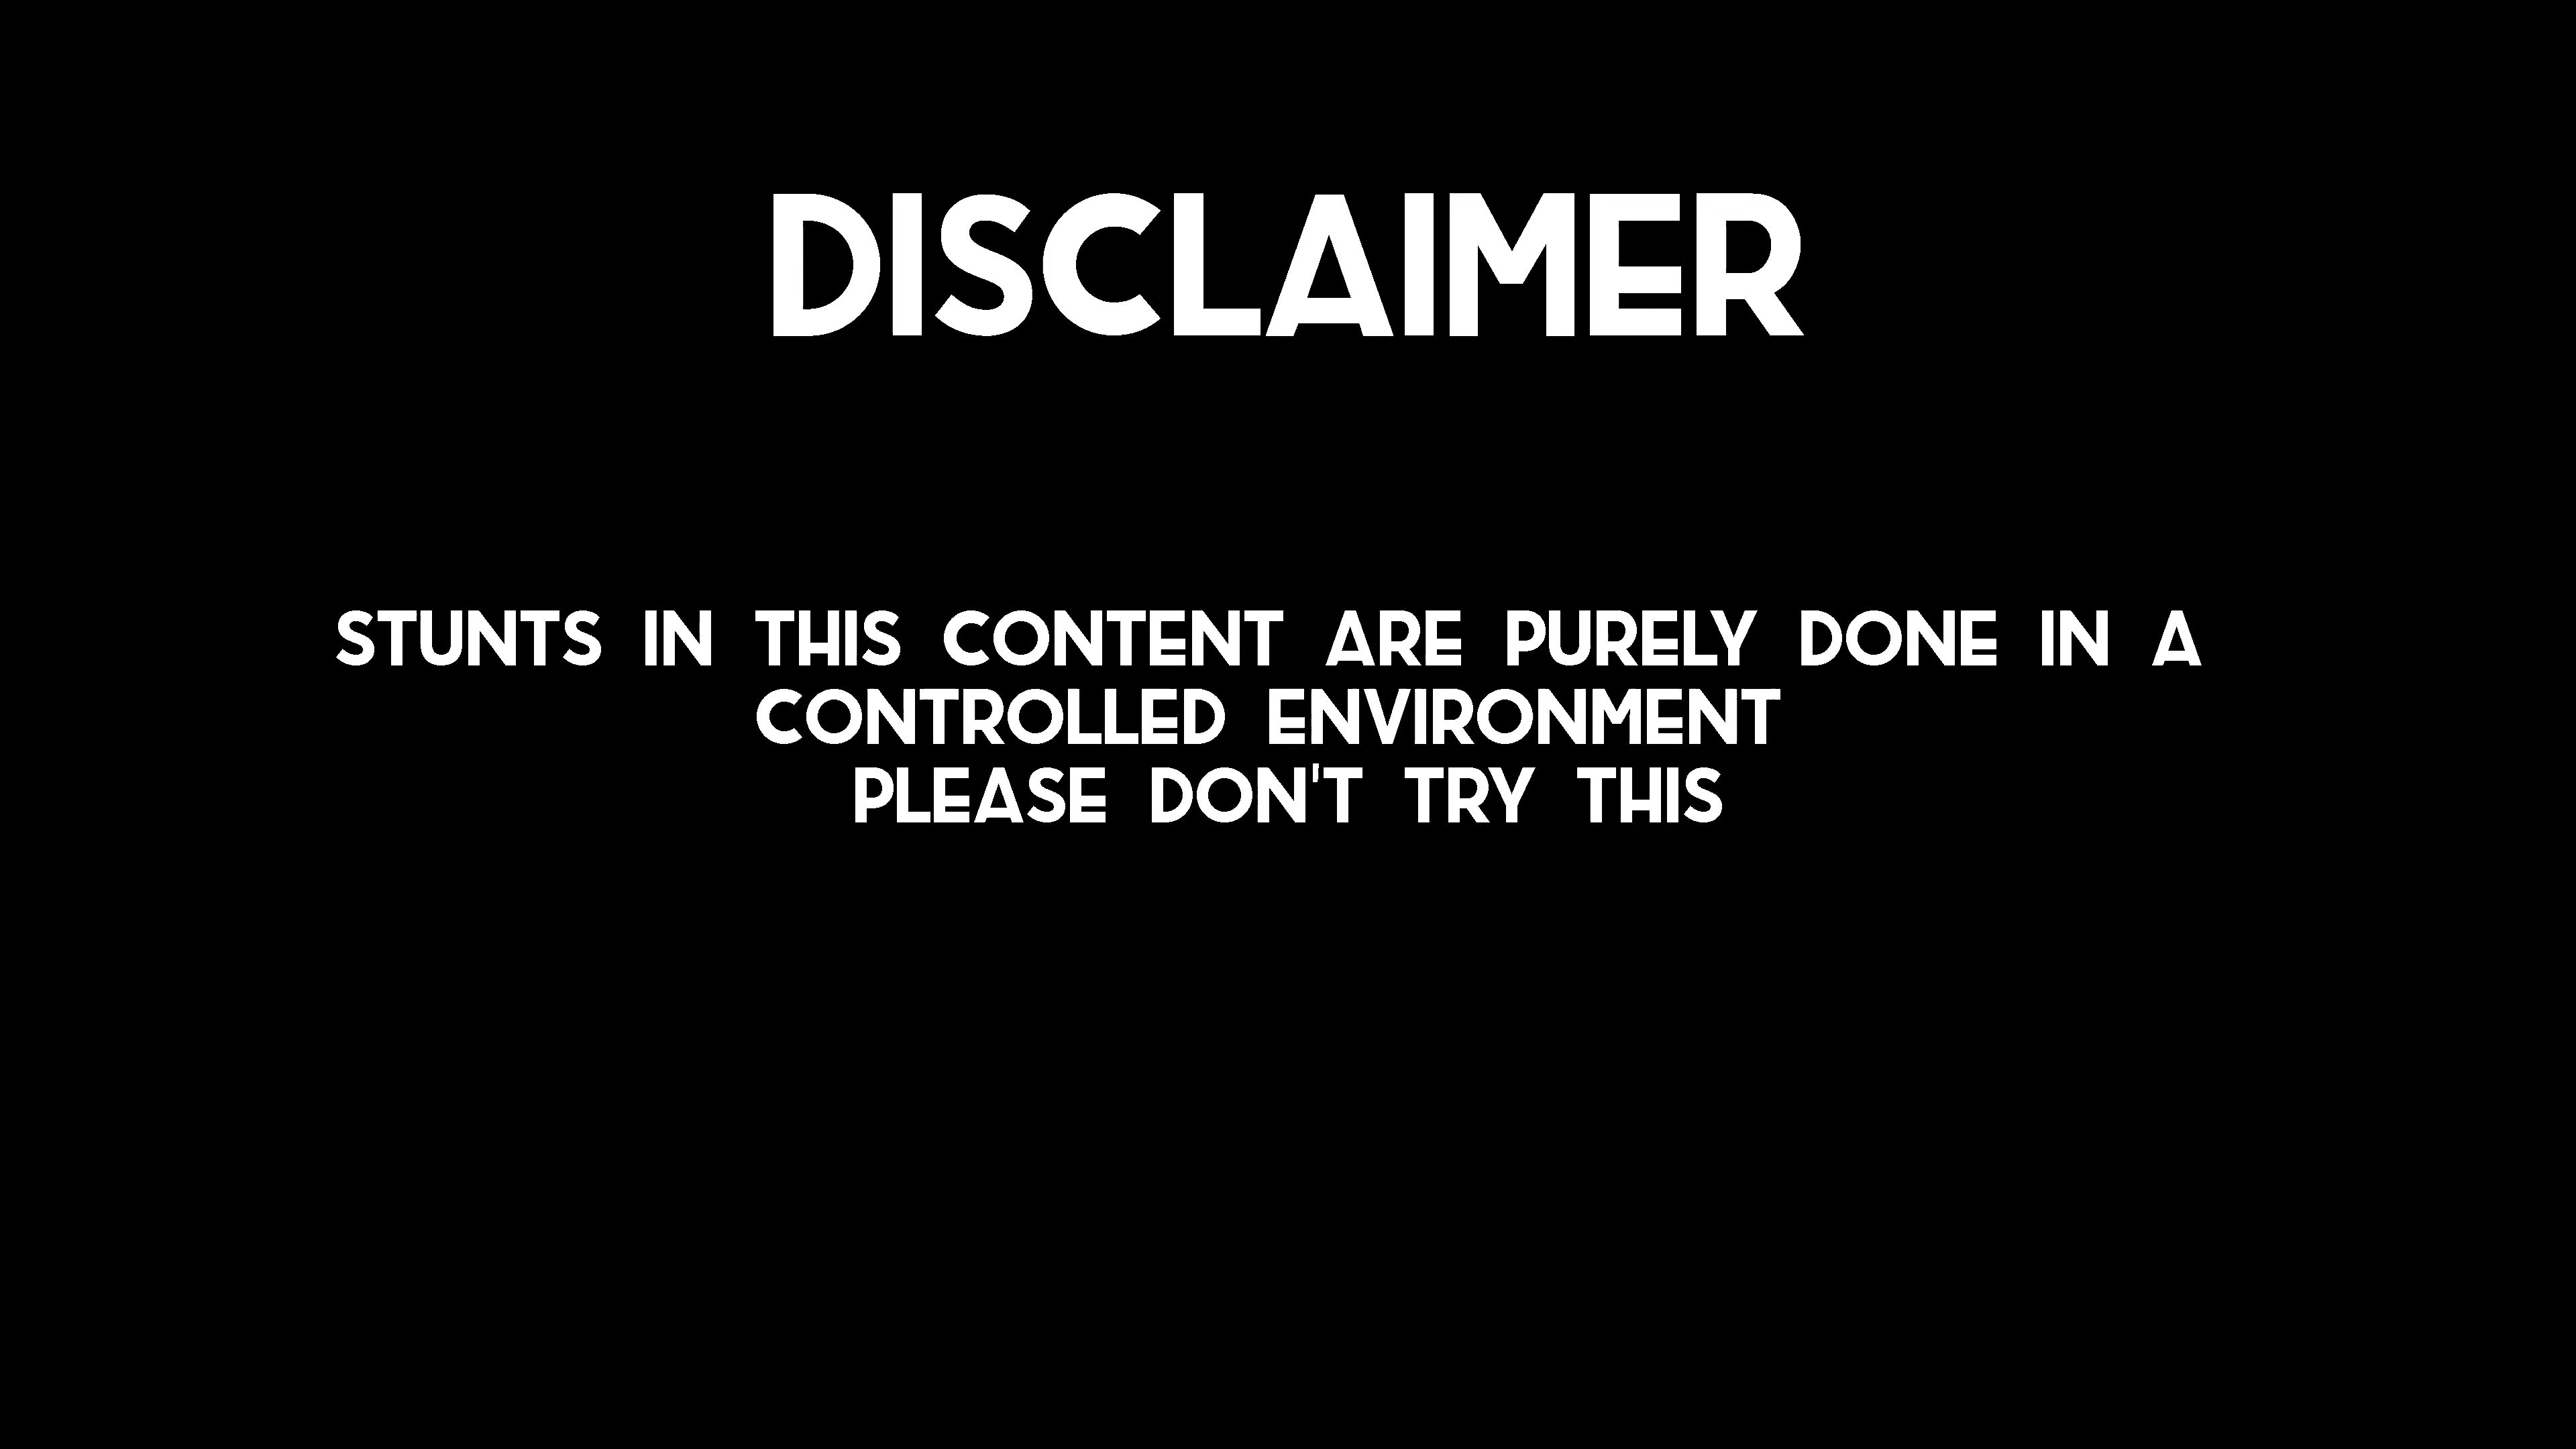 DISCLAIMER
STUNTS IN THIS CONTENT ARE PURELY DONE IN A
CONTROLLED ENVIRONMENT
PLEASE DON'T TRY THIS